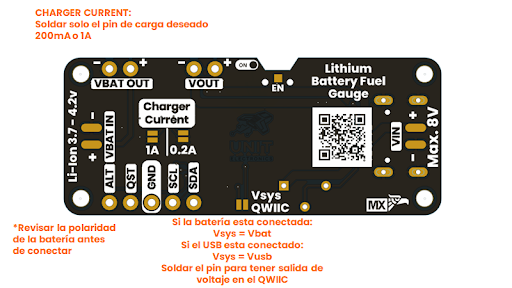 CHARGER CURRENT:
Soldar solo el pin de carga deseado
200mA o 1A
ON
- + - +
VBAT OUT
VOUT
EN
Lithium
Battery Fuel
Gauge
Li-Ion 3.7 - 4.2v
- +
VBAT IN
Charger
Current
1A 0.2A
ALT
QST
GND
SCL
SDA
Vsys
QWIIC
VIN
- +
Max. 8V
MX
*Revisar la polaridad
de la bateria antes
de conectar
Si la bateria esta conectada:
Vsys = Vbat
Si el USB esta conectado:
Vsys = Vusb
Soldar el pin para tener salida de
voltaje en el QWIIC